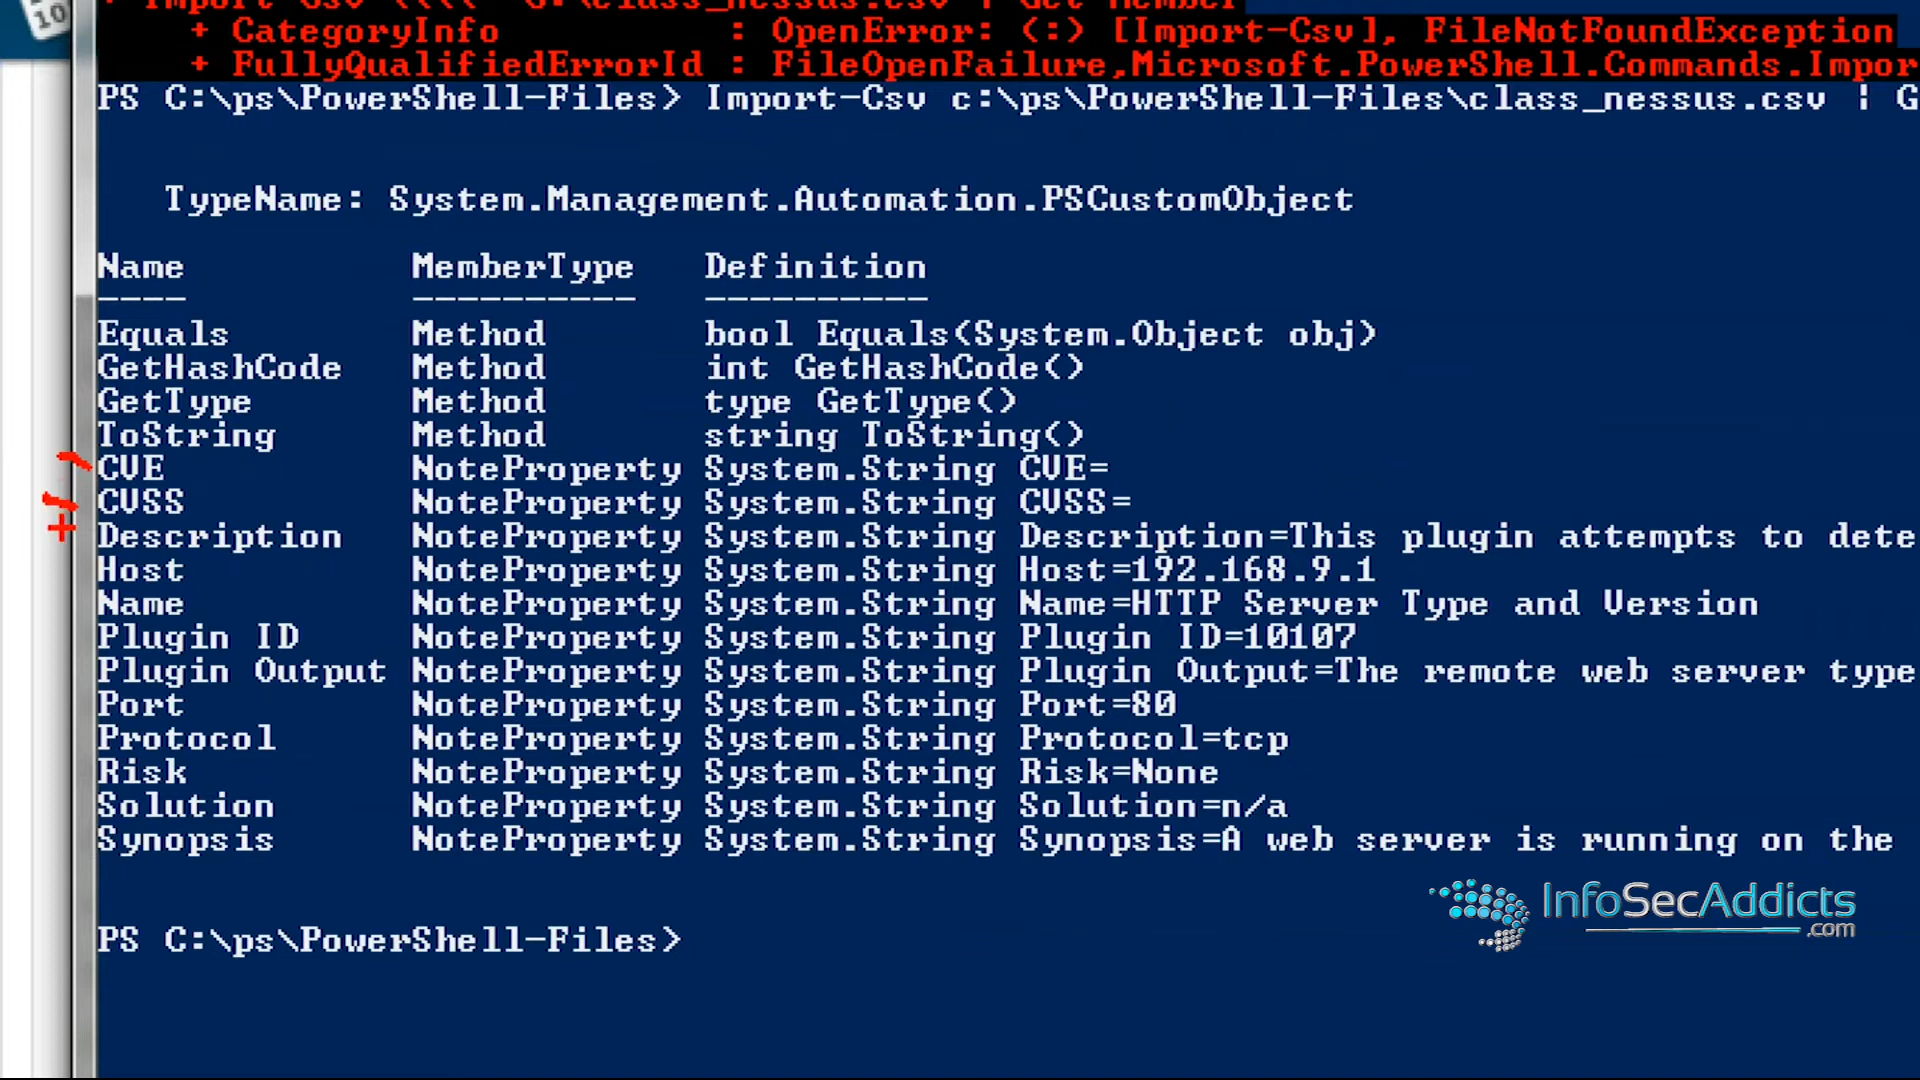 10
+ Import-Csv class_nessus.csv | Get-Member
+ CategoryInfo : OpenError: (:) [Import-Csv], FileNotFoundException
+ FullyQualifiedErrorId : FileOpenFailure,Microsoft.PowerShell.Commands.Impor
PS C:\ps\PowerShell-Files> Import-Csv c:\ps\PowerShell-Files\class_nessus.csv | G
TypeName: System.Management.Automation.PSCustomObject
Name MemberType Definition
---- ---------- ----------
Equals Method bool Equals(System.Object obj)
GetHashCode Method int GetHashCode()
GetType Method type GetType()
ToString Method string ToString()
CVE NoteProperty System.String CVE=
CVSS NoteProperty System.String CVSS=
Description NoteProperty System.String Description=This plugin attempts to dete
Host NoteProperty System.String Host=192.168.9.1
Name NoteProperty System.String Name=HTTP Server Type and Version
Plugin ID NoteProperty System.String Plugin ID=10107
Plugin Output NoteProperty System.String Plugin Output=The remote web server type
Port NoteProperty System.String Port=80
Protocol NoteProperty System.String Protocol=tcp
Risk NoteProperty System.String Risk=None
Solution NoteProperty System.String Solution=n/a
Synopsis NoteProperty System.String Synopsis=A web server is running on the
InfoSecAddicts
.com
PS C:\ps\PowerShell-Files>